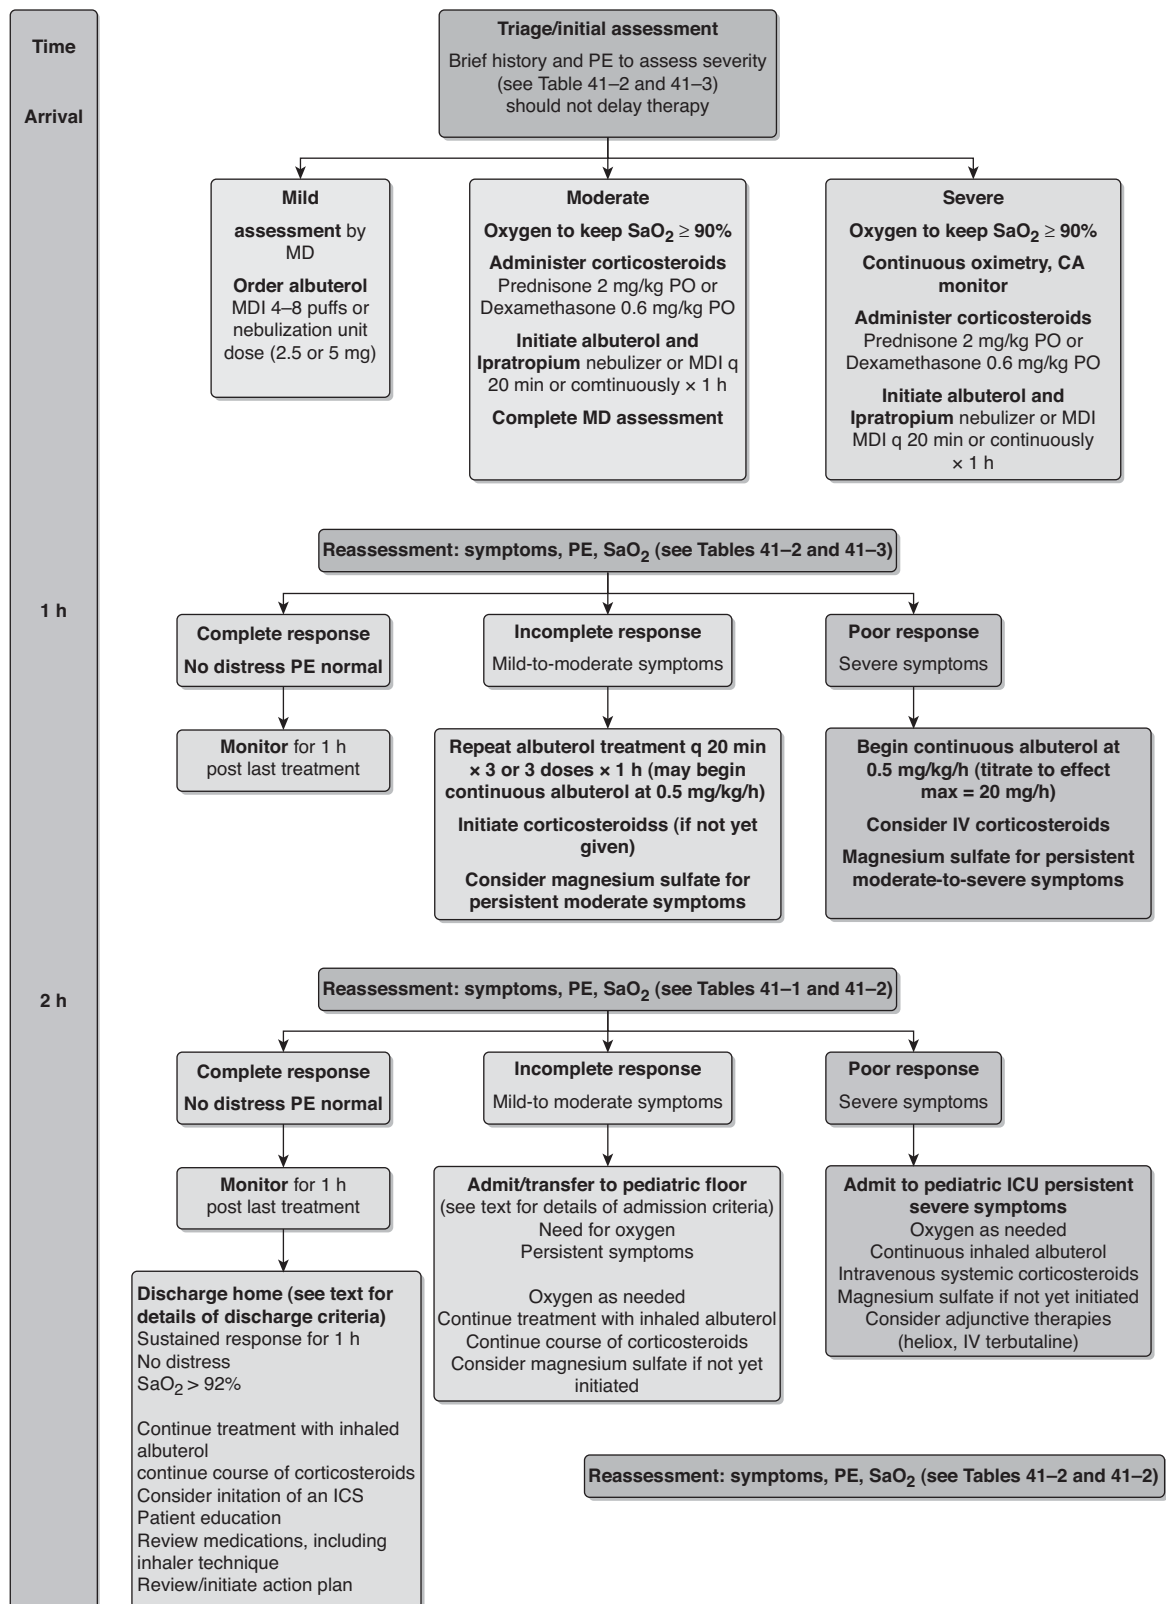 Time
Arrival
Triage/initial assessment
Brief history and PE to assess severity
(see Table 41–2 and 41–3)
should not delay therapy
Mild
assessment by
MD
Order albuterol
MDI 4–8 puffs or
nebulization unit
dose (2.5 or 5 mg)
Moderate
Oxygen to keep SaO2 ≥ 90%
Administer corticosteroids
Prednisone 2 mg/kg PO or
Dexamethasone 0.6 mg/kg PO
Initiate albuterol and
Ipratropium nebulizer or MDI q
20 min or comtinuously × 1 h
Complete MD assessment
Severe
Oxygen to keep SaO2 ≥ 90%
Continuous oximetry, CA
monitor
Administer corticosteroids
Prednisone 2 mg/kg PO or
Dexamethasone 0.6 mg/kg PO
Initiate albuterol and
Ipratropium nebulizer or MDI
MDI q 20 min or continuously
× 1 h
Reassessment: symptoms, PE, SaO2 (see Tables 41–2 and 41–3)
1 h
Complete response
No distress PE normal
Incomplete response
Mild-to-moderate symptoms
Poor response
Severe symptoms
Monitor for 1 h
post last treatment
Repeat albuterol treatment q 20 min
× 3 or 3 doses × 1 h (may begin
continuous albuterol at 0.5 mg/kg/h)
Initiate corticosteroidss (if not yet
given)
Consider magnesium sulfate for
persistent moderate symptoms
Begin continuous albuterol at
0.5 mg/kg/h (titrate to effect
max = 20 mg/h)
Consider IV corticosteroids
Magnesium sulfate for persistent
moderate-to-severe symptoms
2 h
Reassessment: symptoms, PE, SaO2 (see Tables 41–1 and 41–2)
Complete response
No distress PE normal
Incomplete response
Mild-to moderate symptoms
Poor response
Severe symptoms
Monitor for 1 h
post last treatment
Admit/transfer to pediatric floor
(see text for details of admission criteria)
Need for oxygen
Persistent symptoms
Oxygen as needed
Continue treatment with inhaled albuterol
Continue course of corticosteroids
Consider magnesium sulfate if not yet
initiated
Admit to pediatric ICU persistent
severe symptoms
Oxygen as needed
Continuous inhaled albuterol
Intravenous systemic corticosteroids
Magnesium sulfate if not yet initiated
Consider adjunctive therapies
(heliox, IV terbutaline)
Discharge home (see text for
details of discharge criteria)
Sustained response for 1 h
No distress
SaO2 > 92%
Continue treatment with inhaled
albuterol
continue course of corticosteroids
Consider initation of an ICS
Patient education
Review medications, including
inhaler technique
Review/initiate action plan
Reassessment: symptoms, PE, SaO2 (see Tables 41–2 and 41–2)